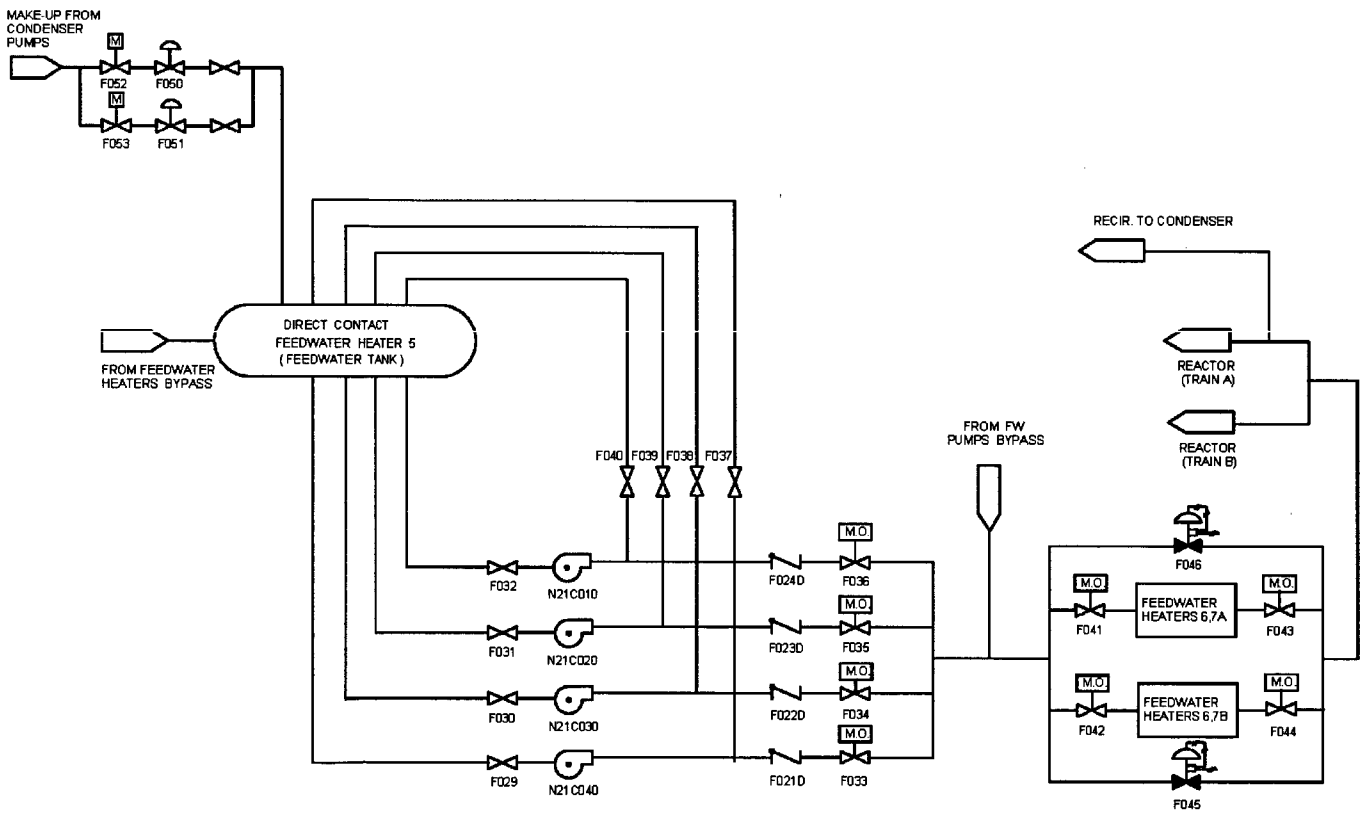 MAKE-UP FROM
CONDENSER
PUMPS
M
F052
F050
M
F053
F051
RECIR. TO CONDENSER
DIRECT CONTACT
FEEDWATER HEATER 5
(FEEDWATER TANK)
FROM FEEDWATER
HEATERS BYPASS
REACTOR
(TRAIN A)
FROM FW
PUMPS BYPASS
REACTOR
(TRAIN B)
F040 F039 F038 F037
M.O.
F032
N21C010
F024D
F036
F046
M.O.
FEEDWATER
HEATERS 6,7A
M.O.
F041
F043
M.O.
F031
N21C020
F023D
F035
M.O.
F030
N21C030
F022D
F034
M.O.
FEEDWATER
HEATERS 6,7B
M.O.
F042
F044
M.O.
F029
N21C040
F021D
F033
F045